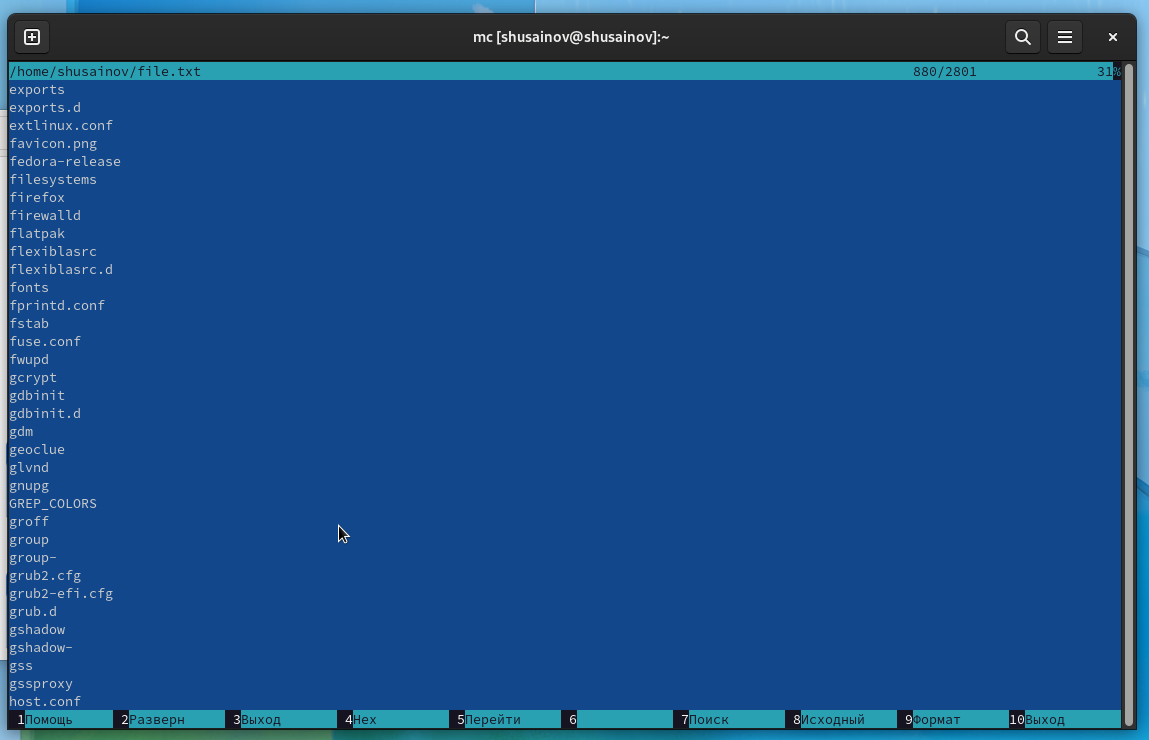 mc [shusainov@shusainov]:~
/home/shusainov/file.txt 880/2801 31%
exports
exports.d
extlinux.conf
favicon.png
fedora-release
filesystems
firefox
firewalld
flatpak
flexiblasrc
flexiblasrc.d
fonts
fprintd.conf
fstab
fuse.conf
fwupd
gcrypt
gdbinit
gdbinit.d
gdm
geoclue
glvnd
gnupg
GREP_COLORS
groff
group
group-
grub2.cfg
grub2-efi.cfg
grub.d
gshadow
gshadow-
gss
gssproxy
host.conf
1Помощь 2Разверн 3Выход 4Hex 5Перейти 6 7Поиск 8Исходный 9Формат 10Выход